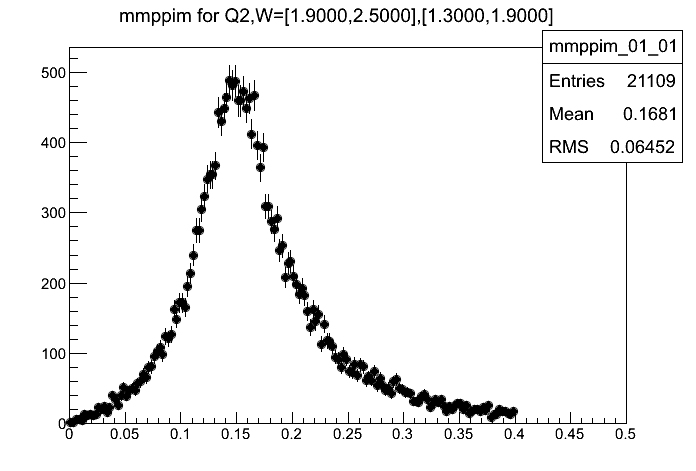 mmppim for Q2,W=[1.9000,2.5000],[1.3000,1.9000]
mmppim_01_01
Entries 21109
Mean 0.1681
RMS 0.06452
500
400
300
200
100
0
0 0.05 0.1 0.15 0.2 0.25 0.3 0.35 0.4 0.45 0.5